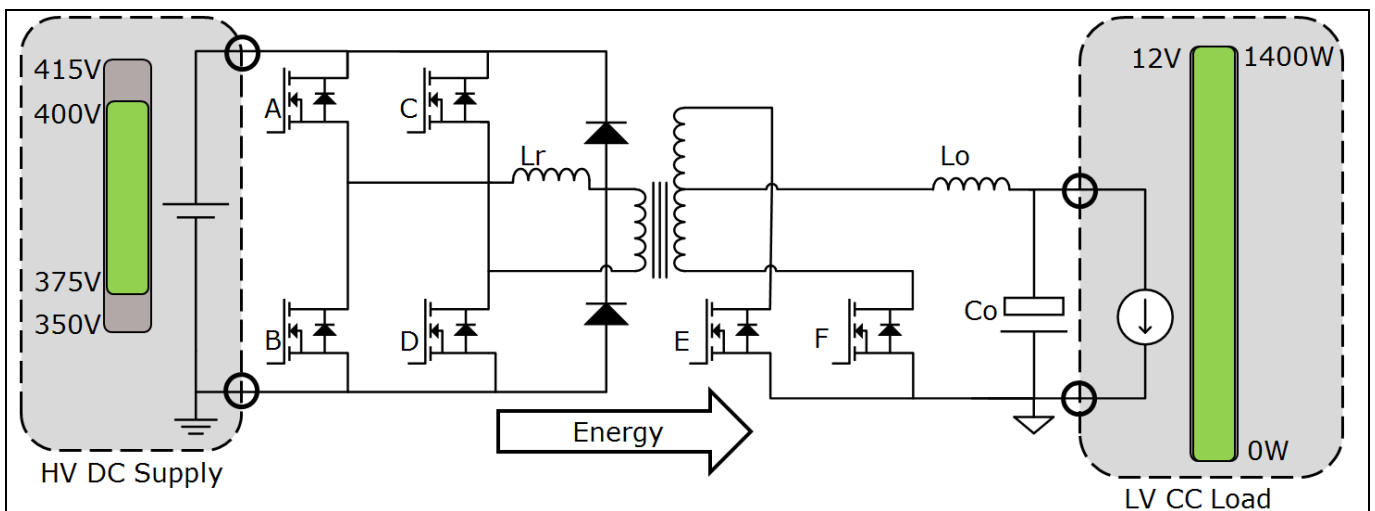 415V
400V
375V
350V
HV DC Supply
A
C
B
D
Lr
E
F
Lo
Co
Energy
12V
1400W
0W
LV CC Load